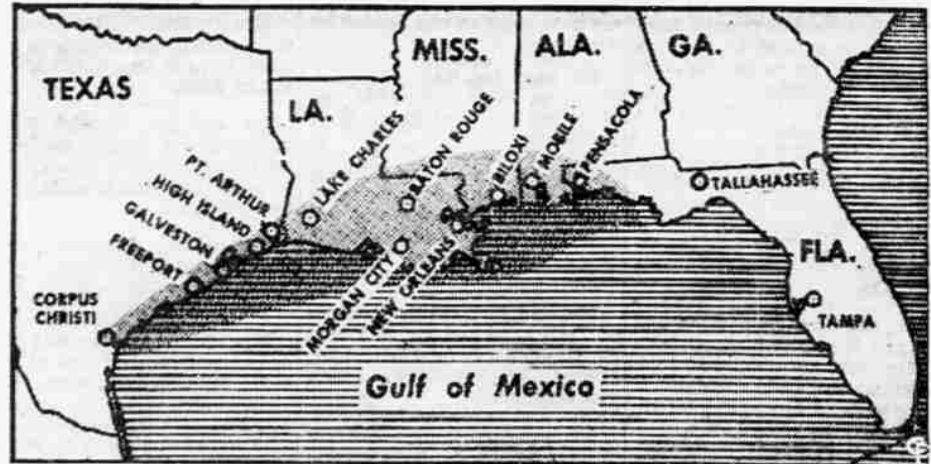 MISS.
ALA.
GA.
TEXAS
LA.
PT. ARTHUR
HIGH ISLAND
GALVESTON
FREEPORT
CORPUS
CHRISTI
LAKE CHARLES
BATON ROUGE
BILOXI
MOBILE
PENSACOLA
TALLAHASSEE
MORGAN CITY
NEW ORLEANS
FLA.
TAMPA
Gulf of Mexico